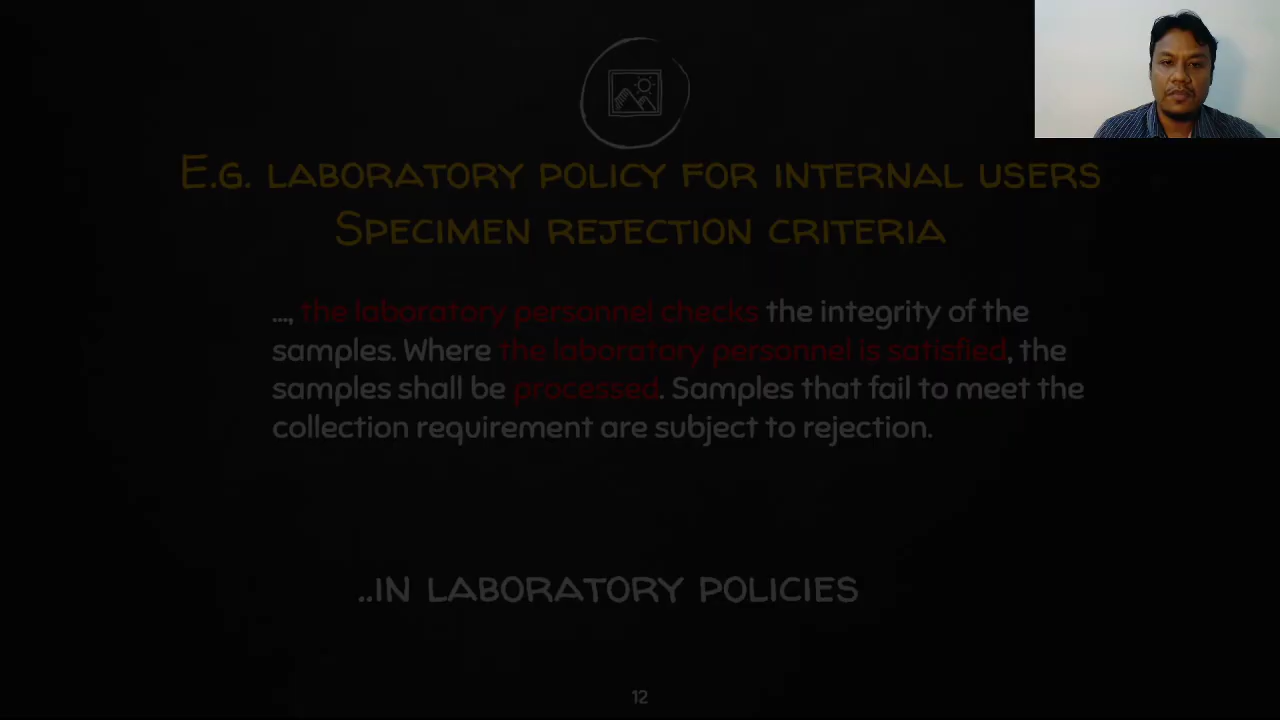 E.g. laboratory policy for internal users
Specimen rejection criteria
..., the laboratory personnel checks the integrity of the
samples. Where the laboratory personnel is satisfied, the
samples shall be processed. Samples that fail to meet the
collection requirement are subject to rejection.
..in laboratory policies
12